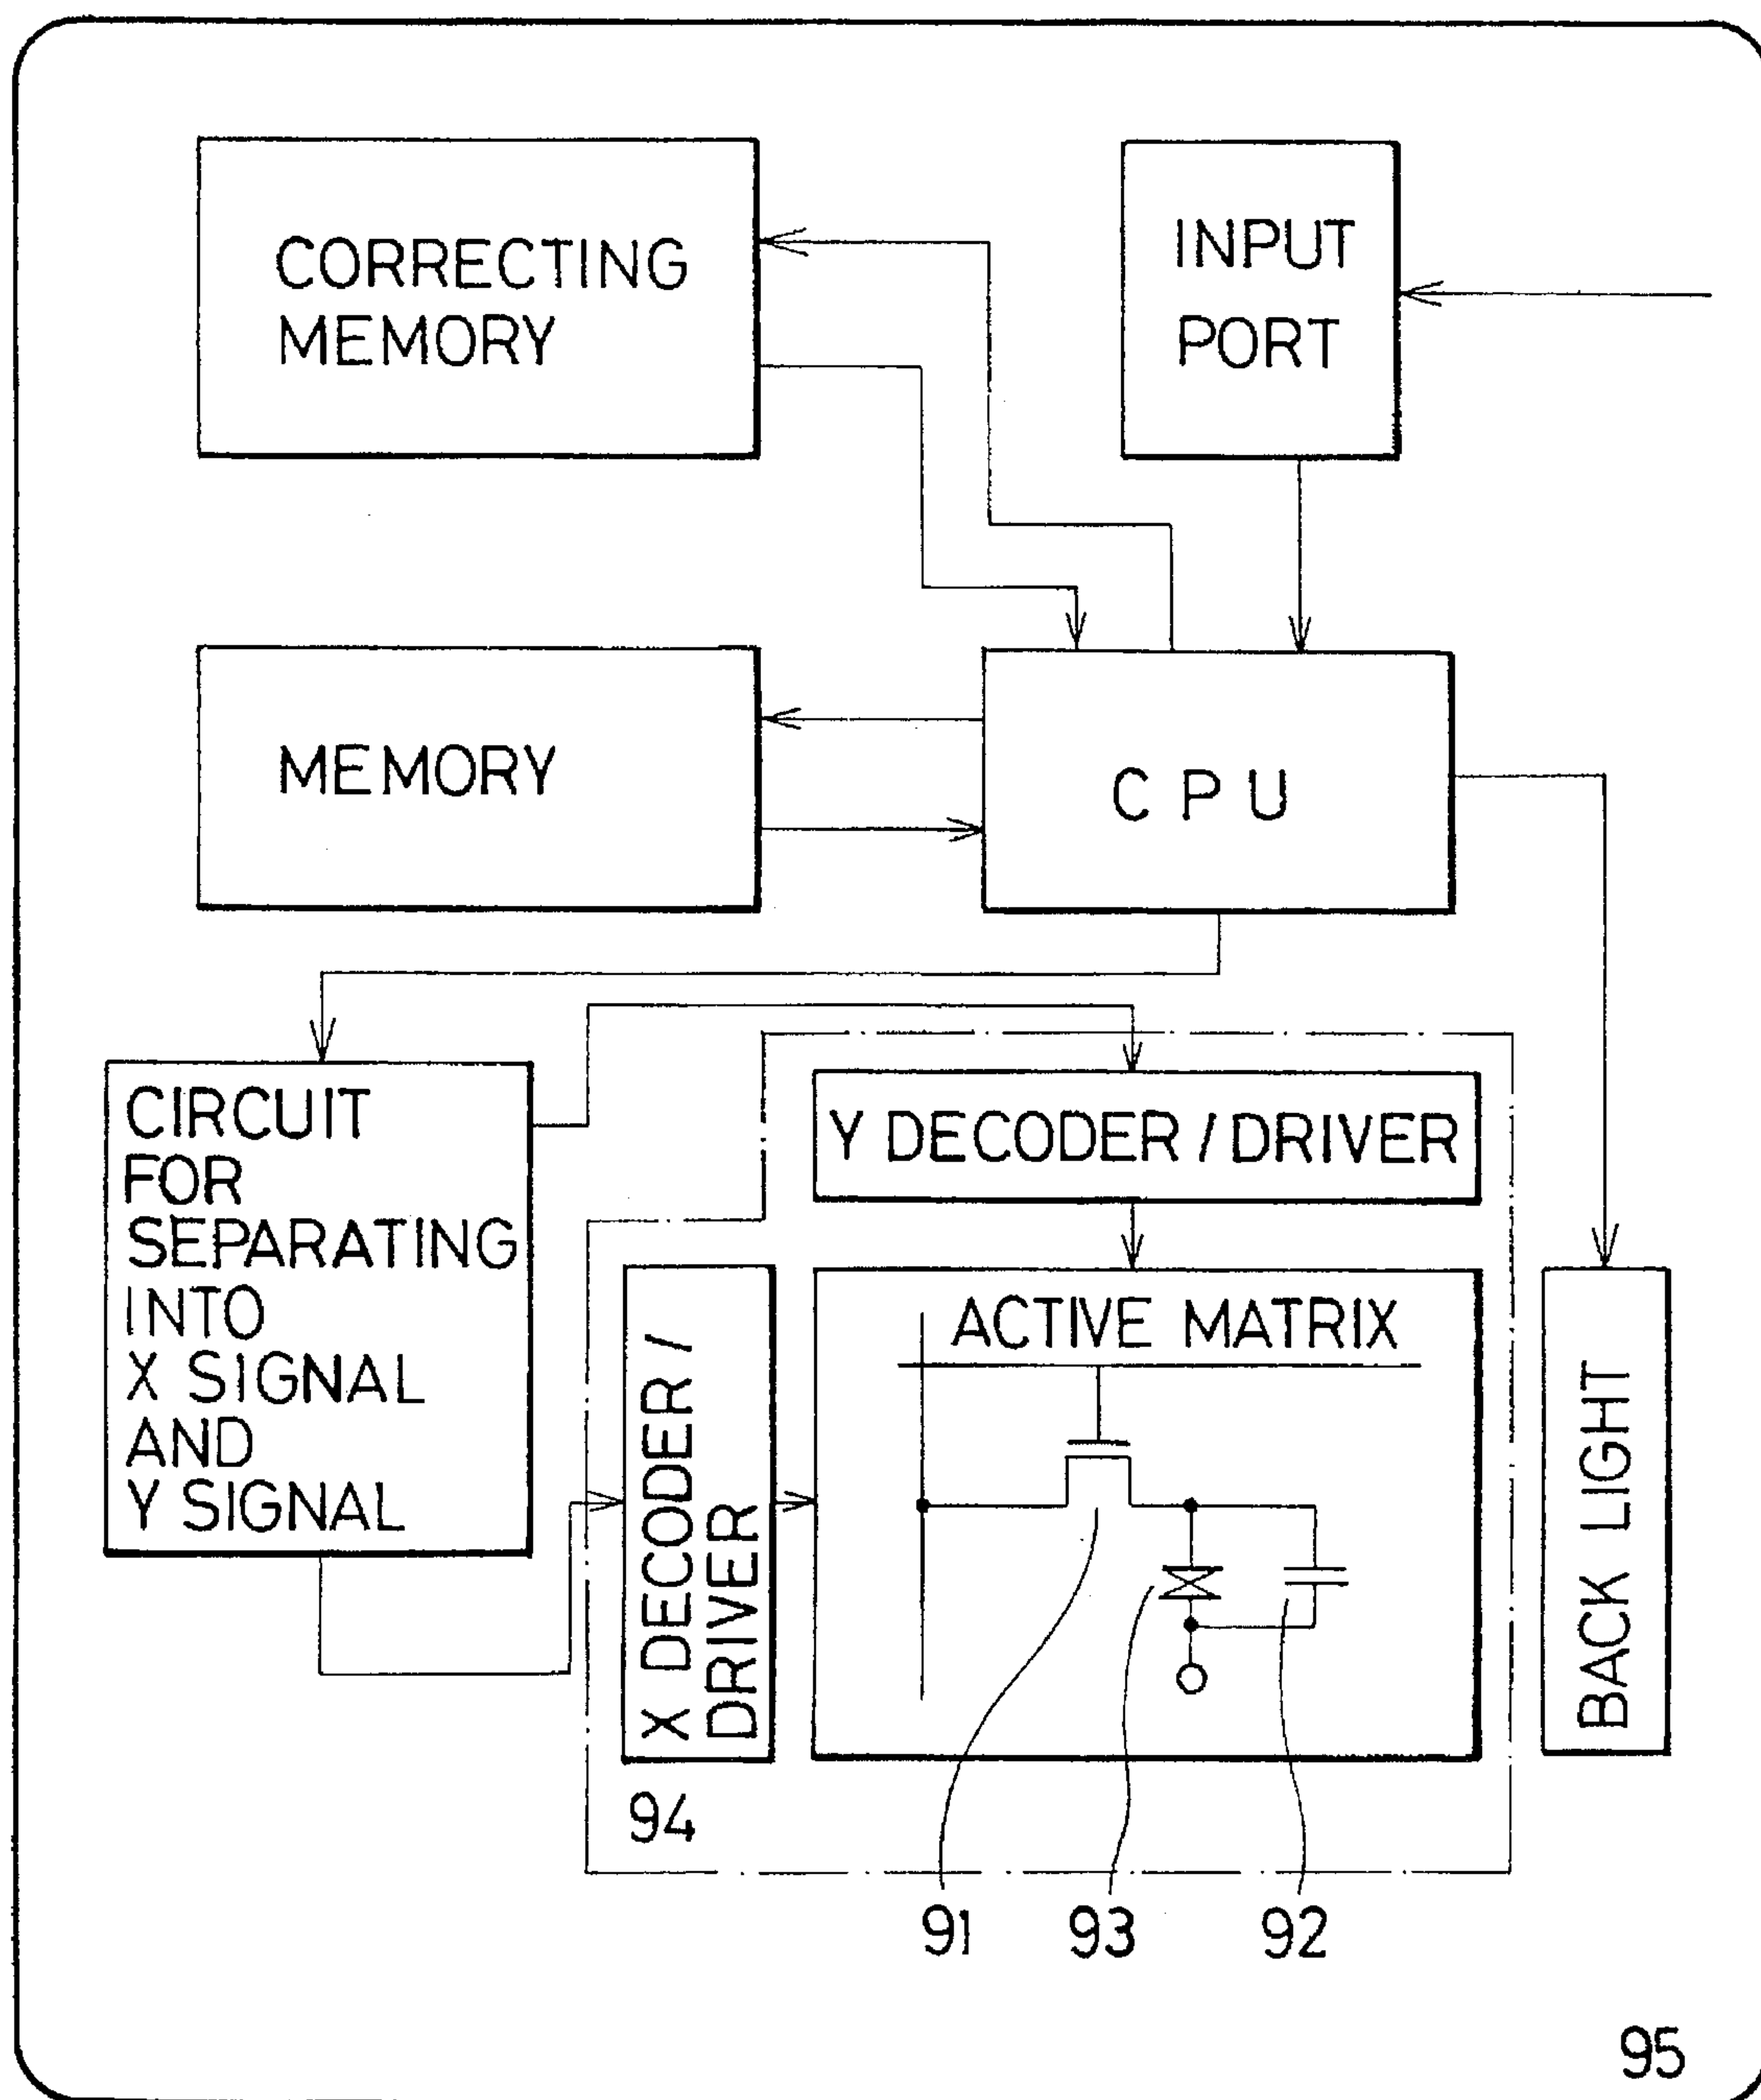 CORRECTING
MEMORY
INPUT
PORT
MEMORY
C P U
CIRCUIT
FOR
SEPARATING
INTO
X SIGNAL
AND
Y SIGNAL
Y DECODER / DRIVER
X DECODER /
DRIVER
ACTIVE MATRIX
BACK LIGHT
94
91
93
92
95